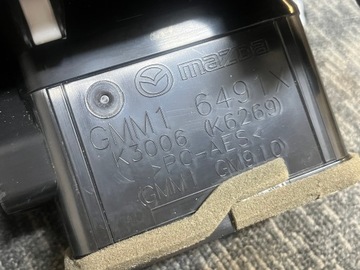 mazda
GMM1 6491X
K3006 (K6269)
>PC-AES<
GMM1 GM910